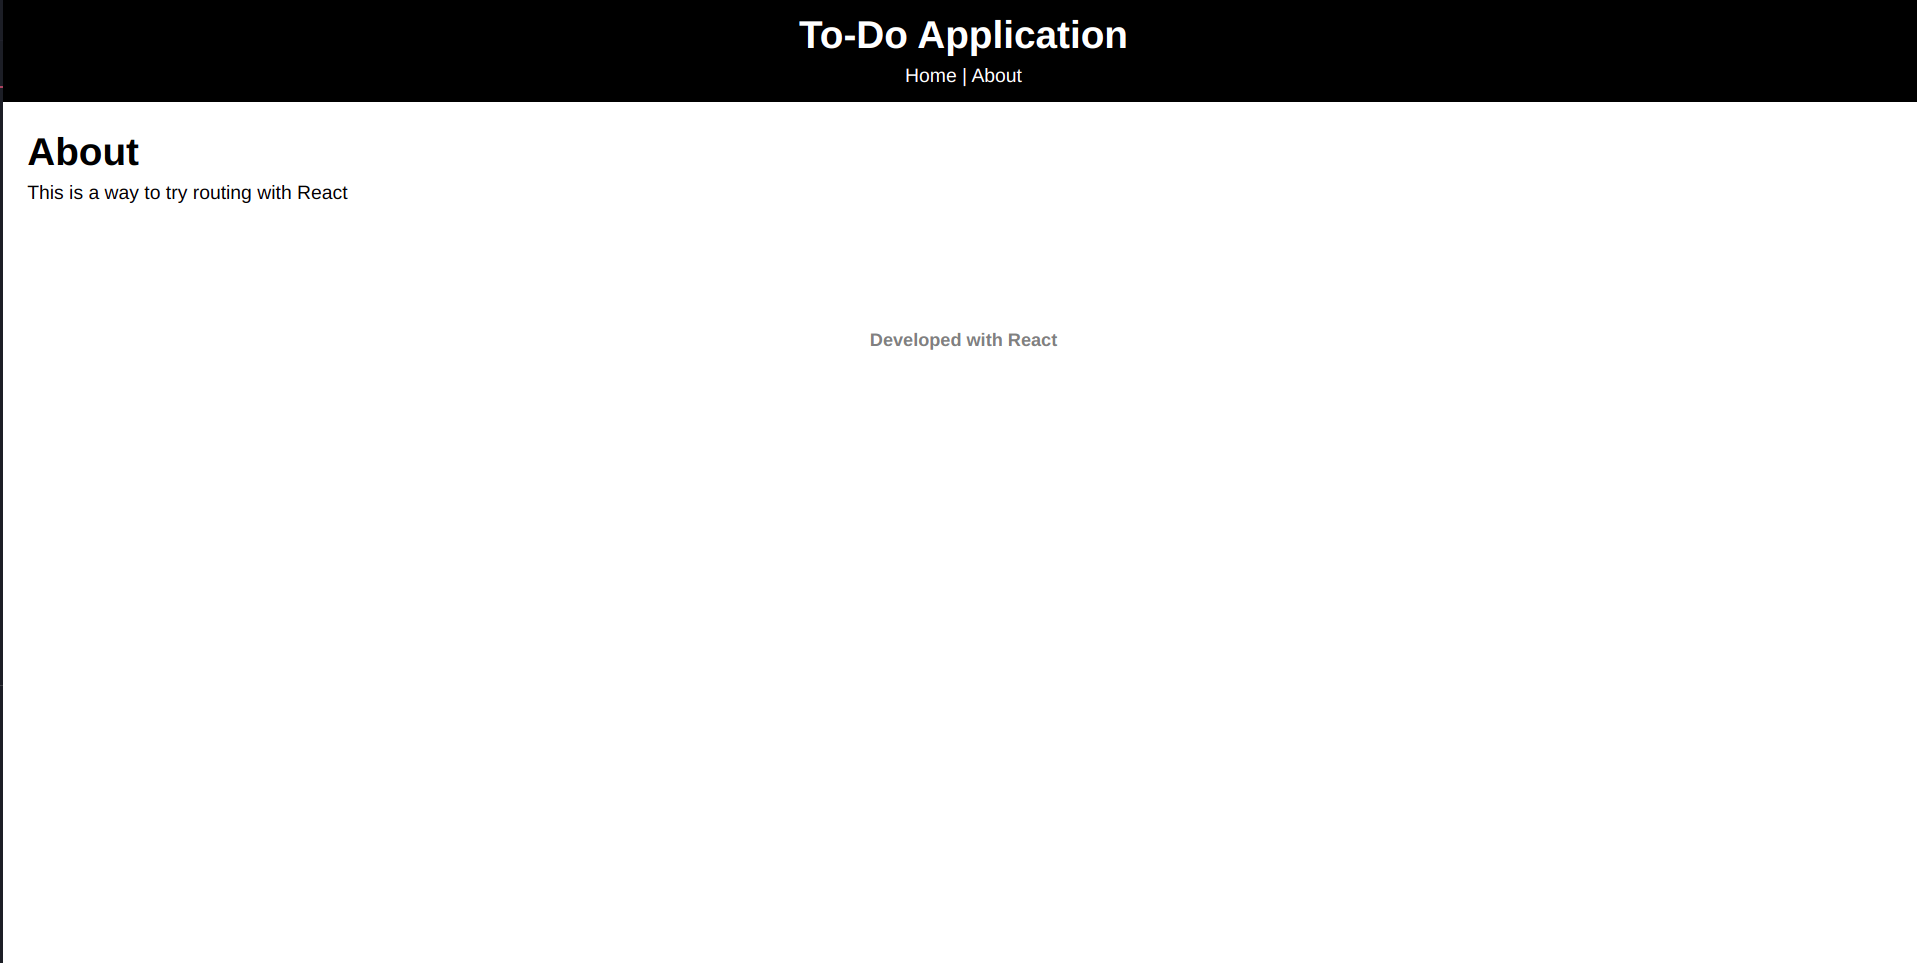 To-Do Application
Home | About
About
This is a way to try routing with React
Developed with React